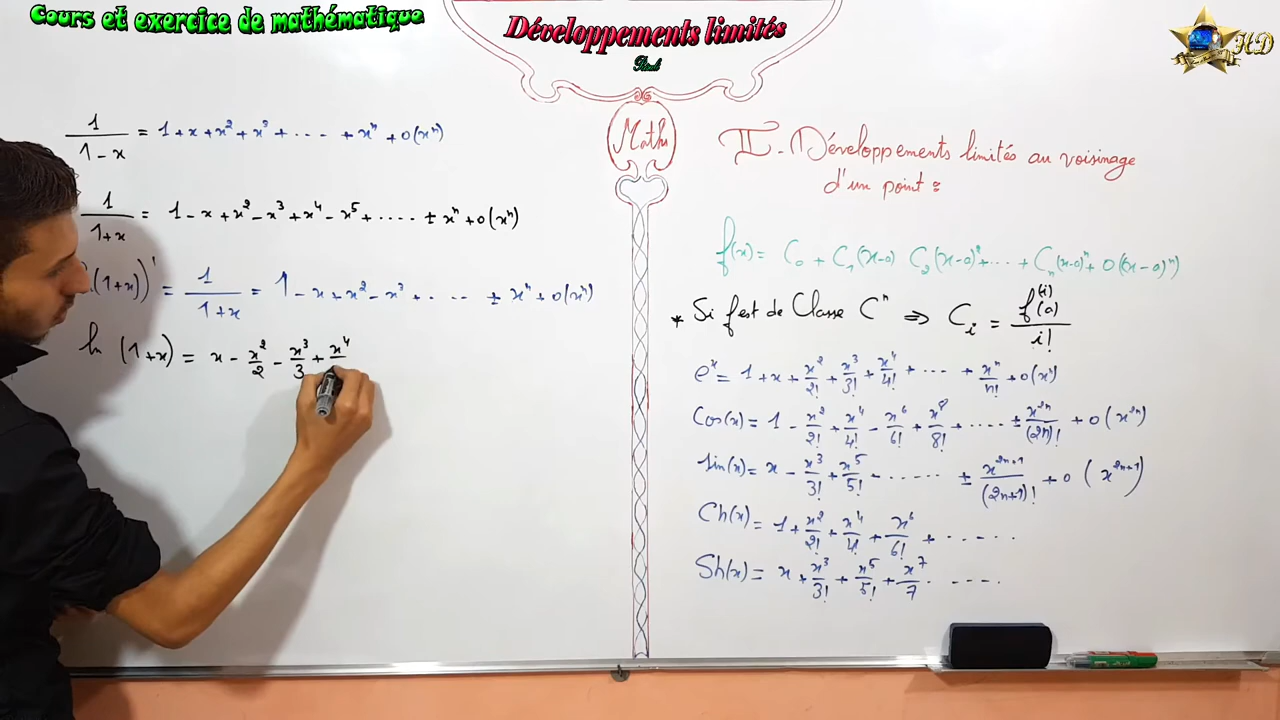 Cours et exercice de mathématique
Développements limités
HD
Maths
1/(1-x) = 1+x+x²+x³+....+xⁿ+o(xⁿ)
1/(1+x) = 1-x+x²-x³+x⁴-x⁵+.....±xⁿ+o(xⁿ)
(1+x))' = 1/(1+x) = 1-x+x²-x³+.....±xⁿ+o(xⁿ)
ln (1+x) = x - x²/2 - x³/3 + x⁴
II. Développements limités au voisinage
d'un point :
f(x) = C₀ + C₁(x-a) C₂(x-a)²+...+ Cₙ(x-a)ⁿ + o((x-a)ⁿ)
* Si f est de Classe Cⁿ ⇒ Cᵢ = f⁽ⁱ⁾(a)/i!
eˣ = 1+x+x²/2!+x³/3!+x⁴/4!+....+xⁿ/n!+o(xⁿ)
Cos(x) = 1 - x²/2! + x⁴/4! - x⁶/6! + x⁸/8! +.....± x²ⁿ/(2n)! + o(x²ⁿ)
sin(x) = x - x³/3! + x⁵/5! - ....... ± x²ⁿ⁺¹/(2n+1)! + o(x²ⁿ⁺¹)
Ch(x) = 1 + x²/2! + x⁴/4! + x⁶/6! + ......
Sh(x) = x + x³/3! + x⁵/5! + x⁷/7 . ....